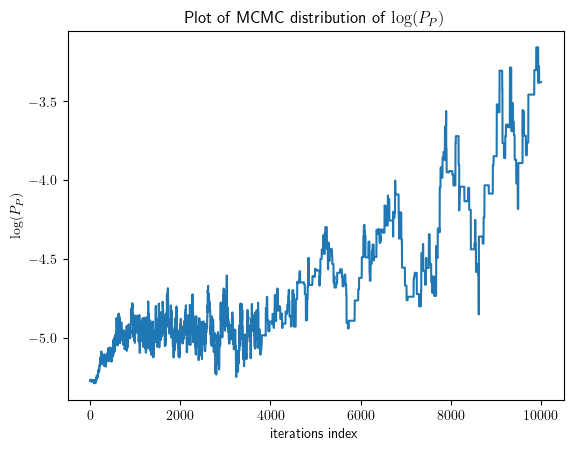 Plot of MCMC distribution of log(P_P)
−3.5
−4.0
−4.5
−5.0
log(P_P)
0 2000 4000 6000 8000 10000
iterations index